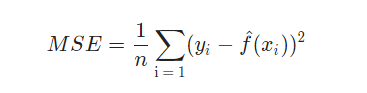 MSE = \frac{1}{n} \sum_{i=1} (y_i - \hat{f}(x_i))^2